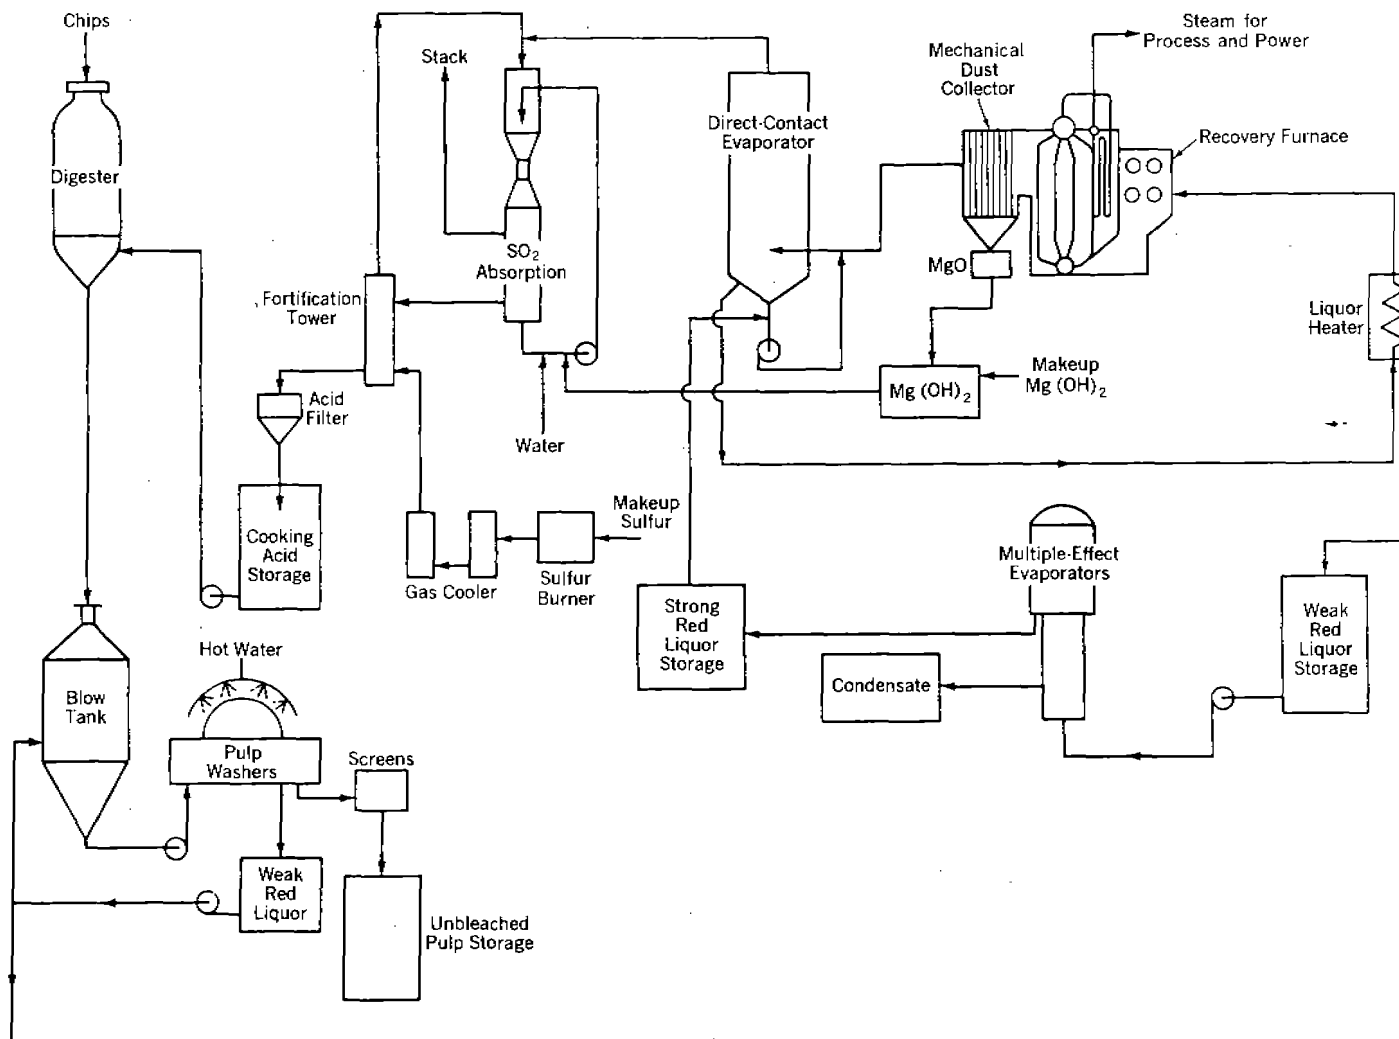 Chips
Digester
Stack
SO2
Absorption
Fortification
Tower
Acid
Filter
Cooking
Acid
Storage
Water
Direct-Contact
Evaporator
Mechanical
Dust
Collector
Steam for
Process and Power
Recovery Furnace
MgO
Mg (OH)2
Makeup
Mg (OH)2
Liquor
Heater
Makeup
Sulfur
Sulfur
Burner
Gas Cooler
Strong
Red
Liquor
Storage
Multiple-Effect
Evaporators
Condensate
Weak
Red
Liquor
Storage
Blow
Tank
Hot Water
Pulp
Washers
Screens
Weak
Red
Liquor
Unbleached
Pulp Storage